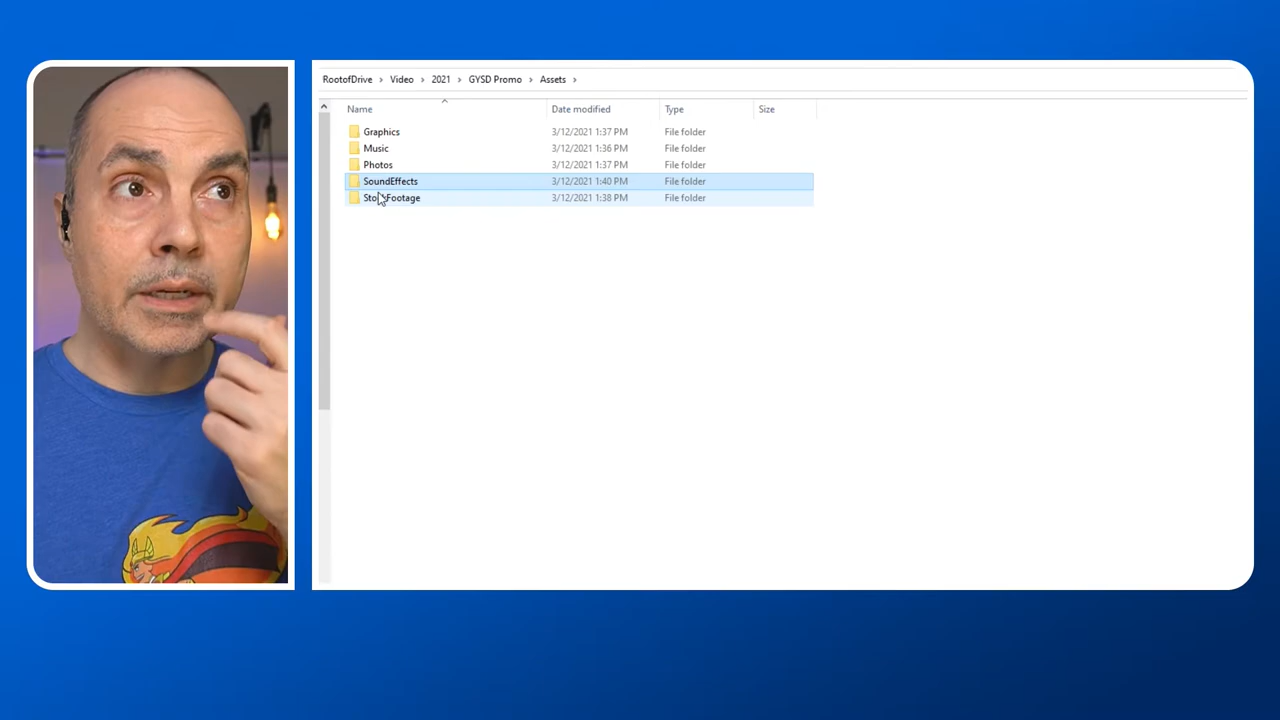 RootofDrive > Video > 2021 > GYSD Promo > Assets >
Name Date modified Type Size
Graphics 3/12/2021 1:37 PM File folder
Music 3/12/2021 1:36 PM File folder
Photos 3/12/2021 1:37 PM File folder
SoundEffects 3/12/2021 1:40 PM File folder
StockFootage 3/12/2021 1:38 PM File folder